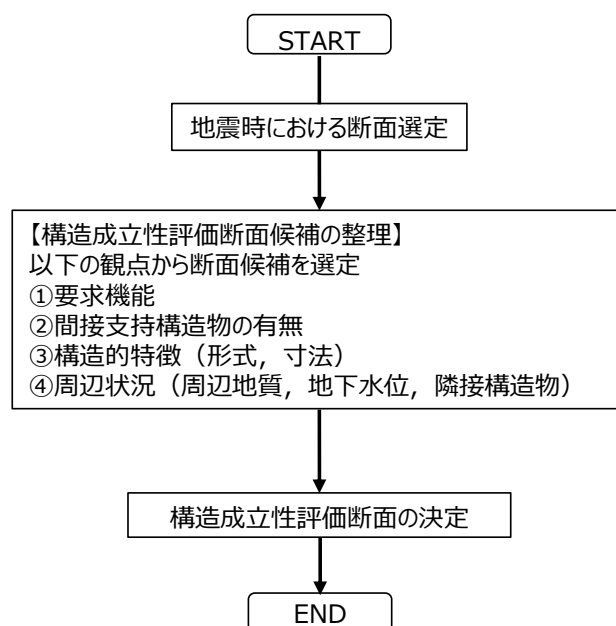 START
地震時における断面選定
【構造成立性評価断面候補の整理】
以下の観点から断面候補を選定
①要求機能
②間接支持構造物の有無
③構造的特徴（形式，寸法）
④周辺状況（周辺地質，地下水位，隣接構造物）
構造成立性評価断面の決定
END